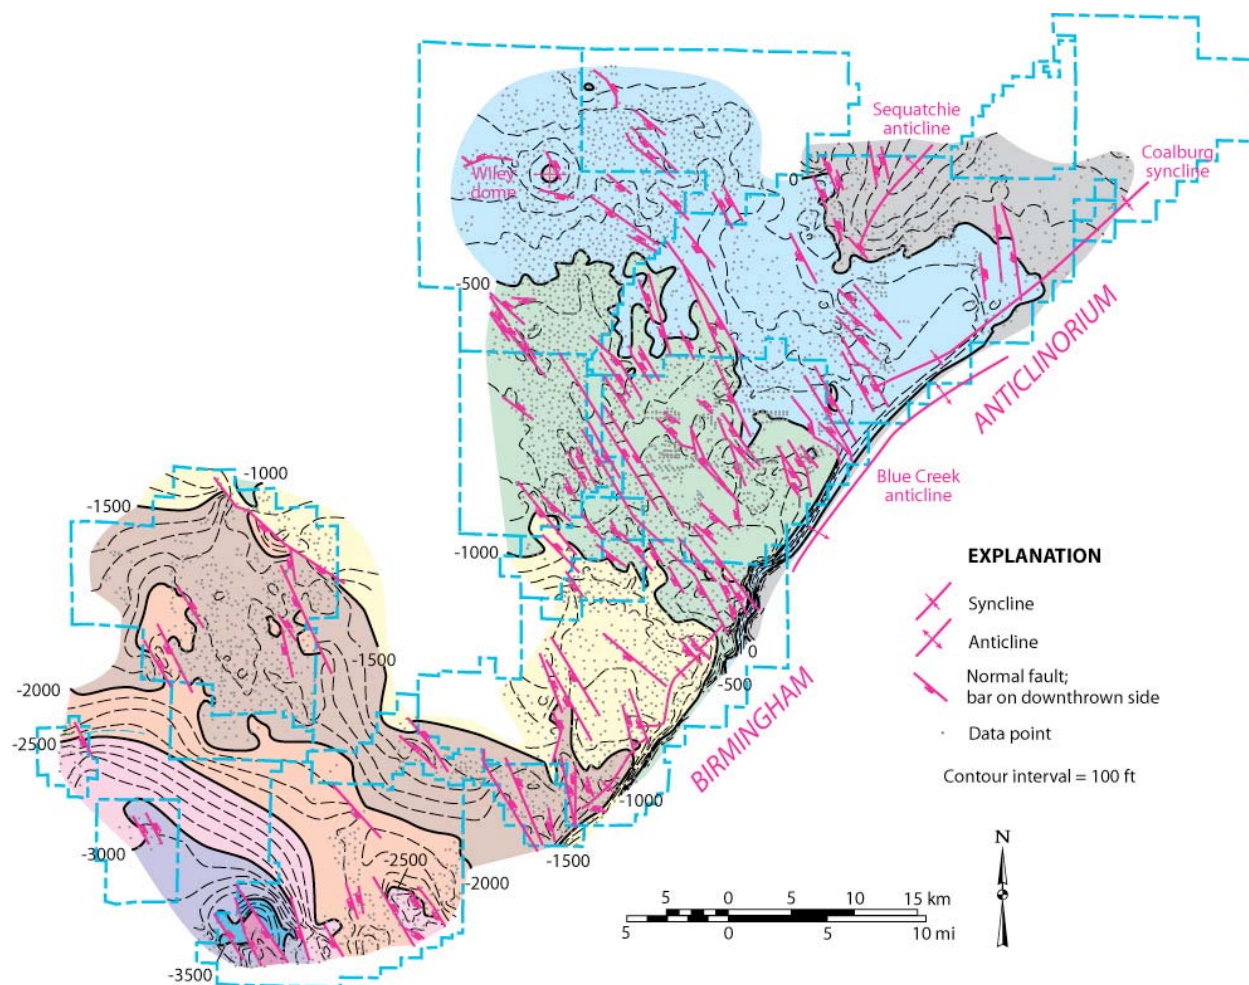 Sequatchie
anticline
Coalburg
syncline
0
Wiley
dome
-500
ANTICLINORIUM
Blue Creek
anticline
-1000
-1500
-1000
EXPLANATION
Syncline
Anticline
Normal fault;
bar on downthrown side
Data point
Contour interval = 100 ft
0
-1500
-500
BIRMINGHAM
-2000
-2500
-1000
-3000
-1500
-2500
-2000
-3500
N
5 0 5 10 15 km
5 0 5 10 mi